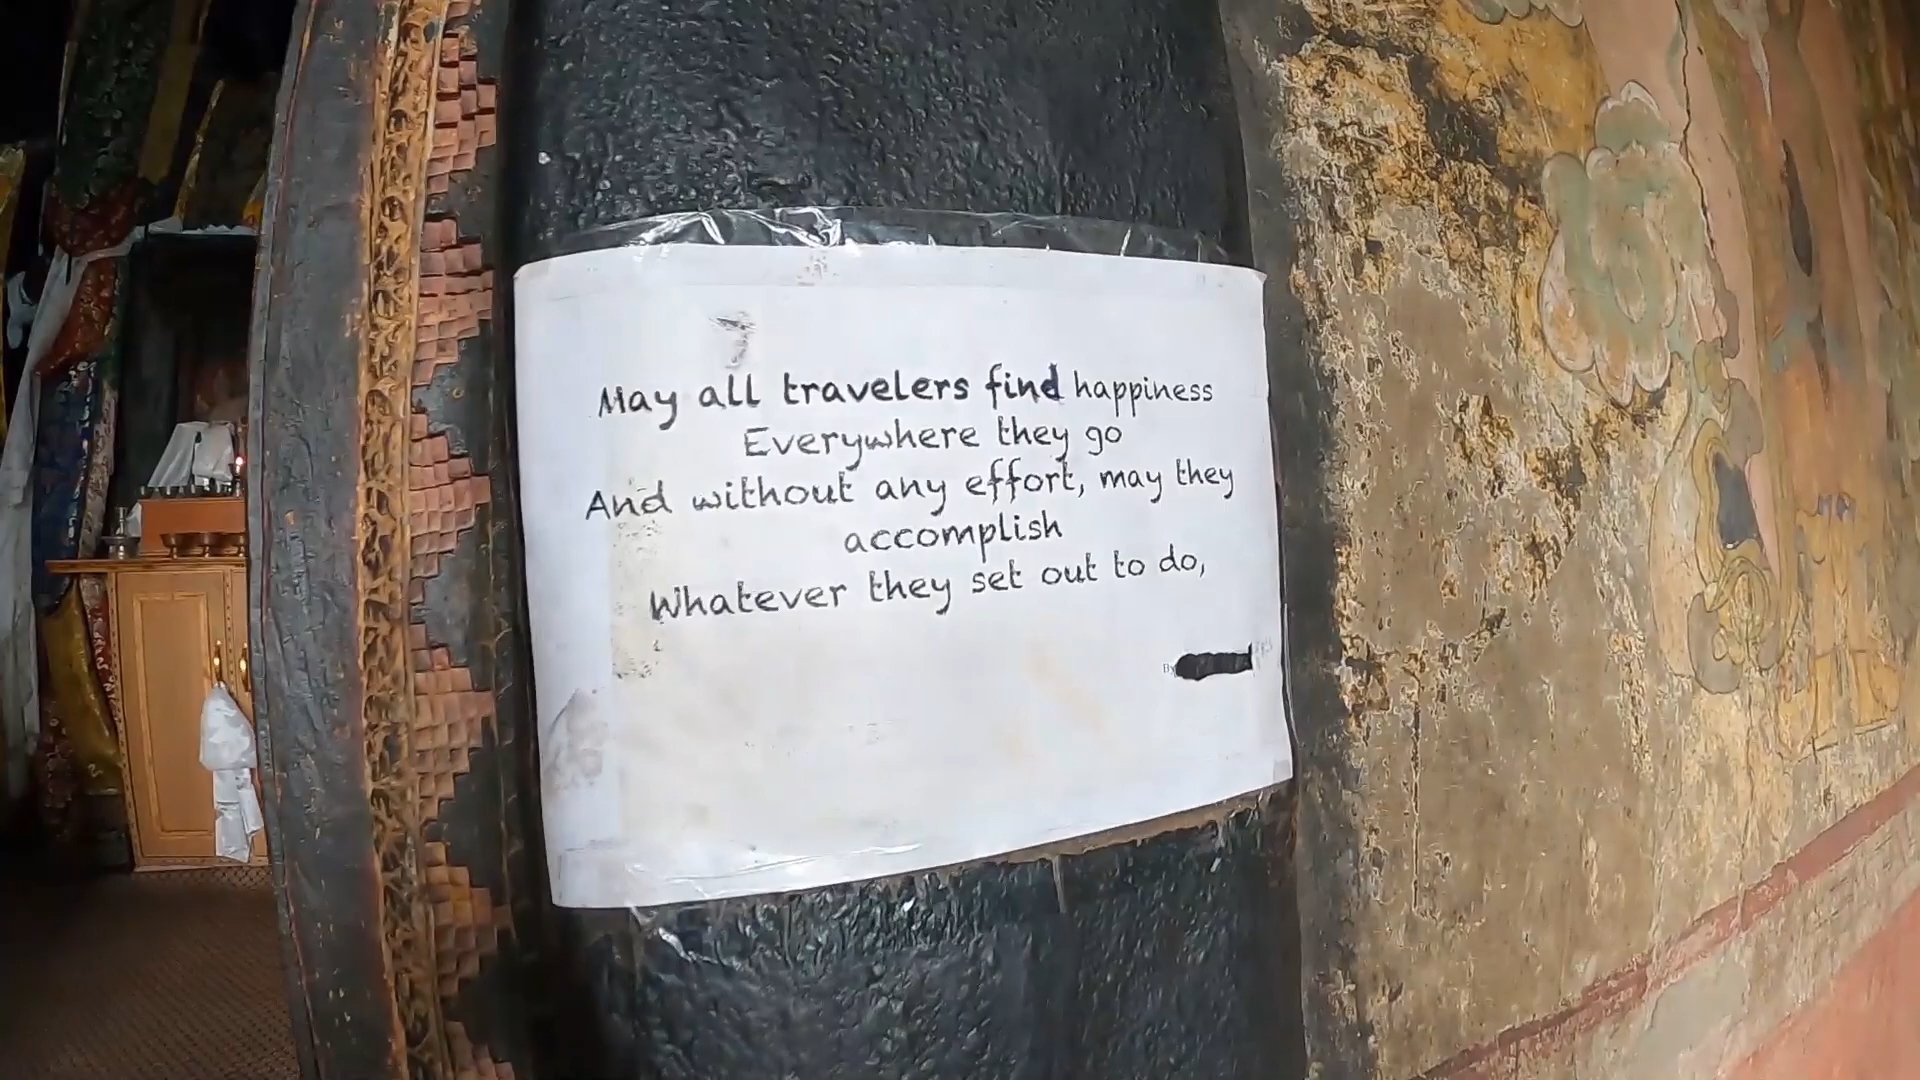 May all travelers find happiness
Everywhere they go
And without any effort, may they
accomplish
Whatever they set out to do,
By